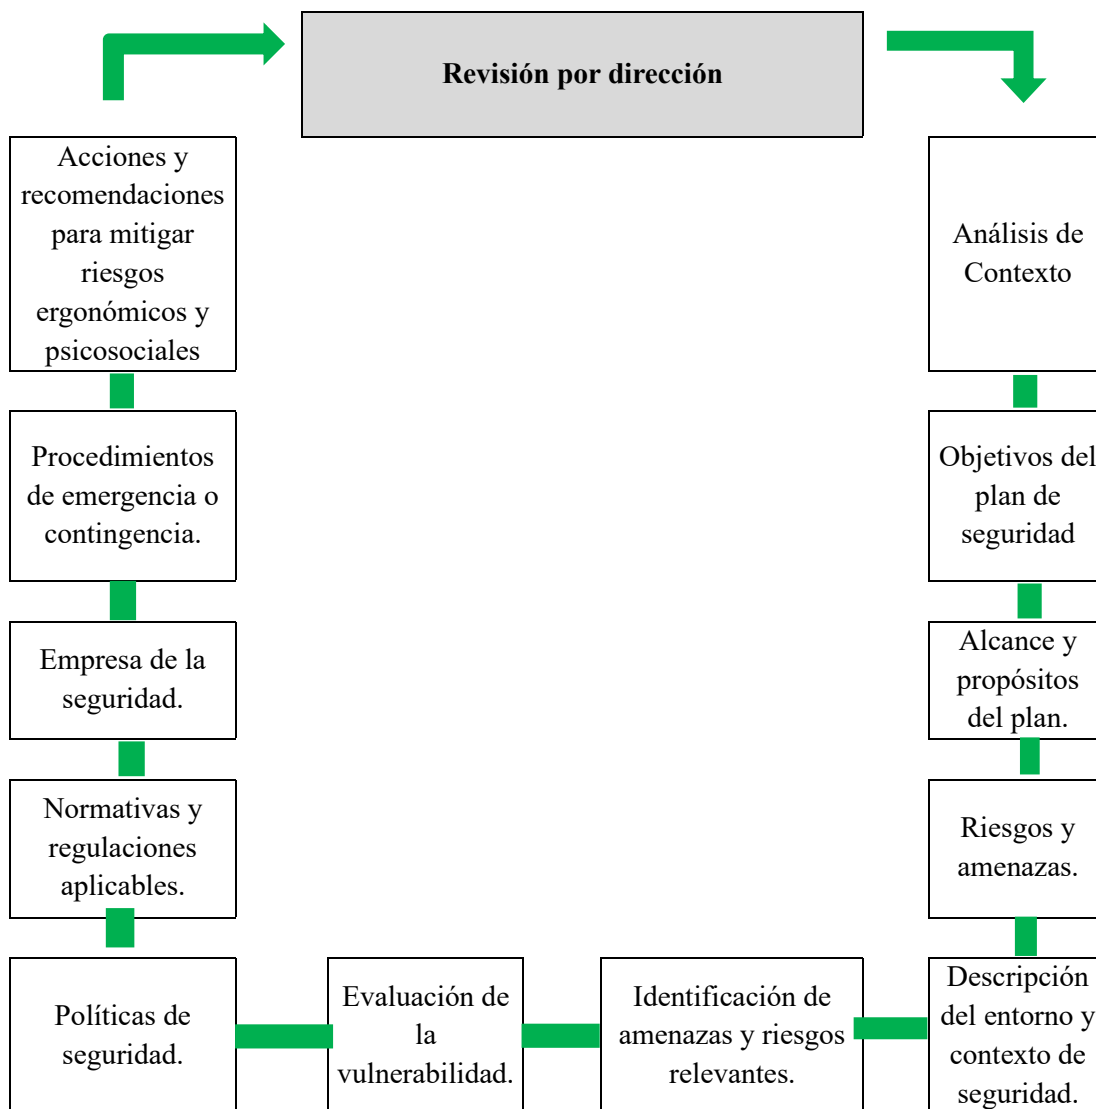 Revisión por dirección
Acciones y
recomendaciones
para mitigar
riesgos
ergonómicos y
psicosociales
Análisis de
Contexto
Procedimientos
de emergencia o
contingencia.
Objetivos del
plan de
seguridad
Empresa de la
seguridad.
Alcance y
propósitos
del plan.
Normativas y
regulaciones
aplicables.
Riesgos y
amenazas.
Políticas de
seguridad.
Evaluación de
la
vulnerabilidad.
Identificación de
amenazas y riesgos
relevantes.
Descripción
del entorno y
contexto de
seguridad.